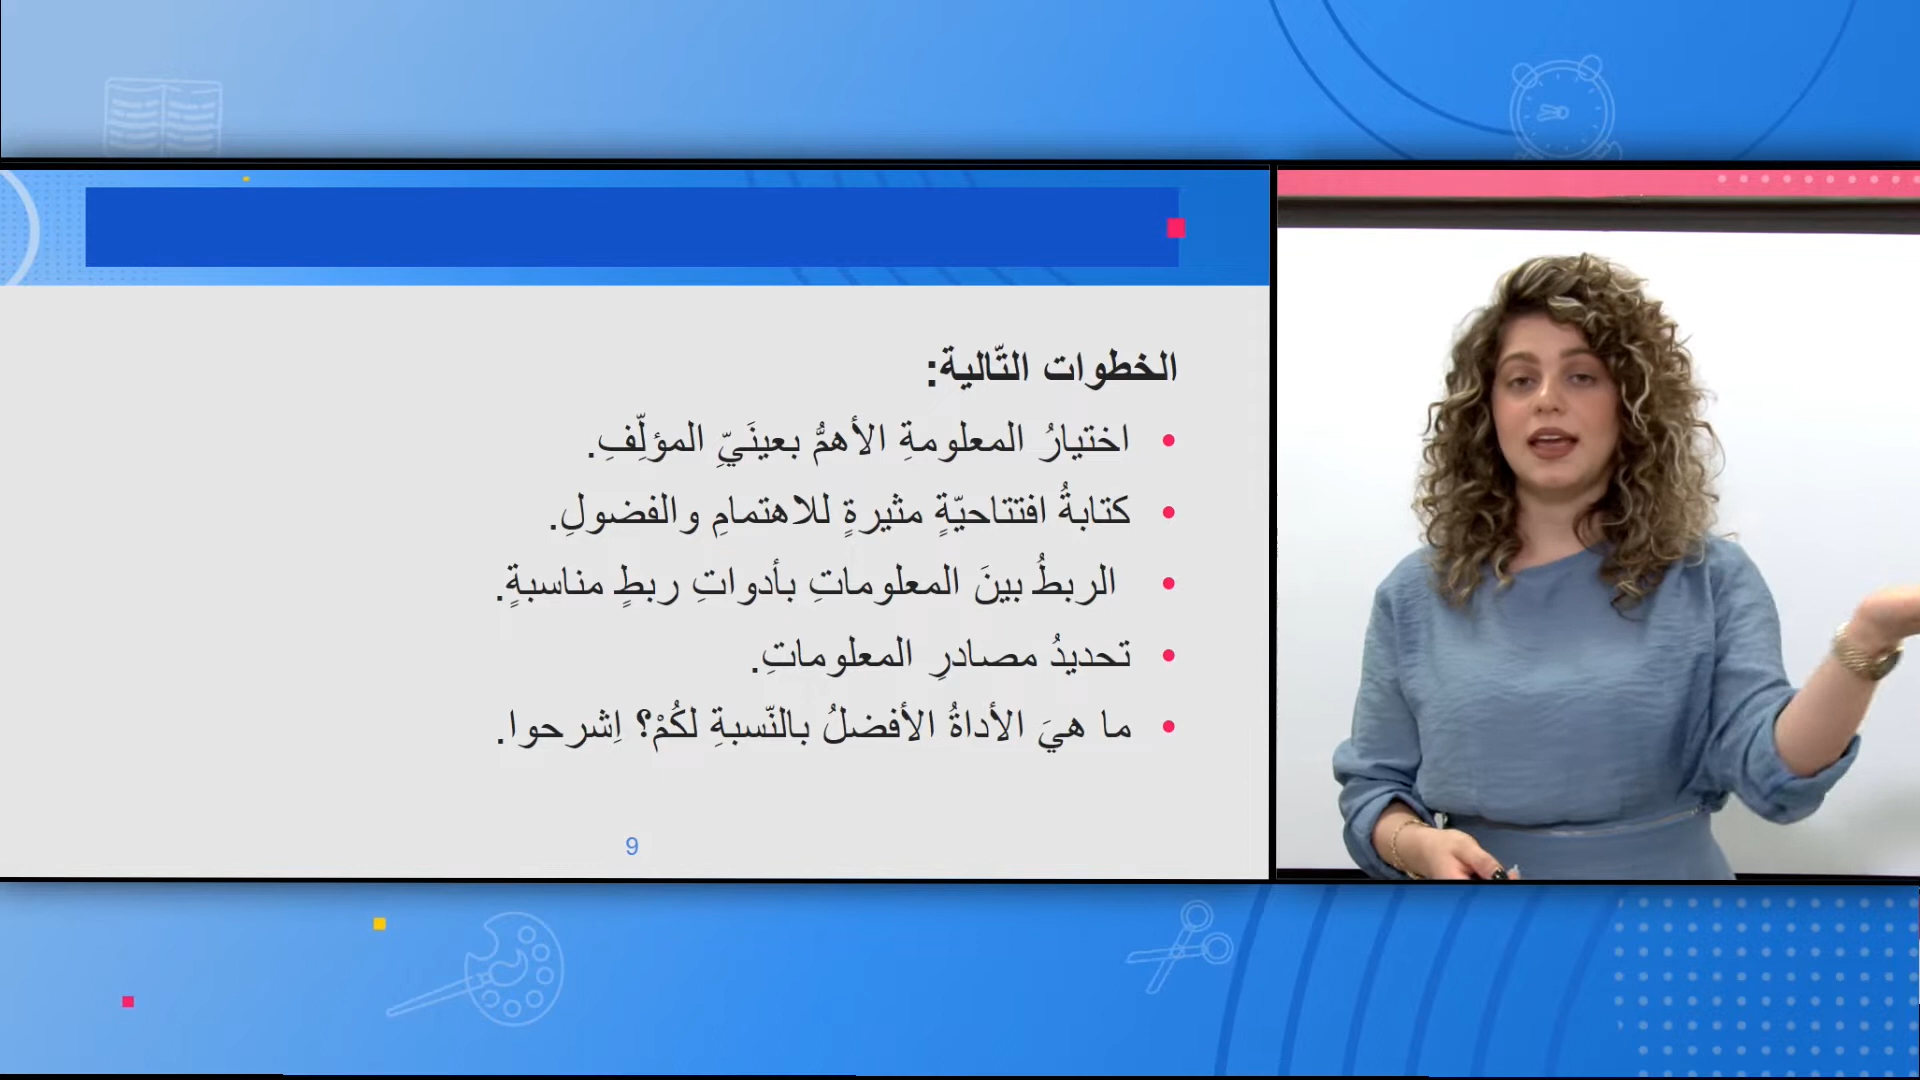 الخطوات التّالية:
اختيارُ المعلومةِ الأهمُّ بعينَيِّ المؤلِّفِ.
كتابةُ افتتاحيّةٍ مثيرةٍ للاهتمامِ والفضولِ.
الربطُ بينَ المعلوماتِ بأدواتِ ربطٍ مناسبةٍ.
تحديدُ مصادرِ المعلوماتِ.
ما هيَ الأداةُ الأفضلُ بالنّسبةِ لكُمْ؟ اِشرحوا.
9